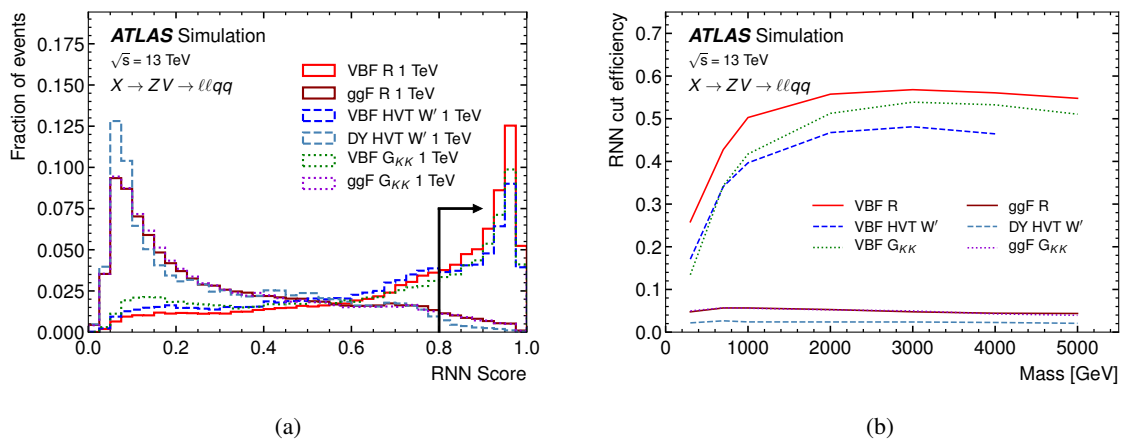 ATLAS Simulation
√s = 13 TeV
X → ZV → ℓℓqq
VBF R 1 TeV
ggF R 1 TeV
VBF HVT W′ 1 TeV
DY HVT W′ 1 TeV
VBF G_KK 1 TeV
ggF G_KK 1 TeV
Fraction of events
0.175
0.150
0.125
0.100
0.075
0.050
0.025
0.000
0.0 0.2 0.4 0.6 0.8 1.0
RNN Score
(a)
ATLAS Simulation
√s = 13 TeV
X → ZV → ℓℓqq
VBF R
VBF HVT W′
VBF G_KK
ggF R
DY HVT W′
ggF G_KK
RNN cut efficiency
0.7
0.6
0.5
0.4
0.3
0.2
0.1
0.0
0 1000 2000 3000 4000 5000
Mass [GeV]
(b)